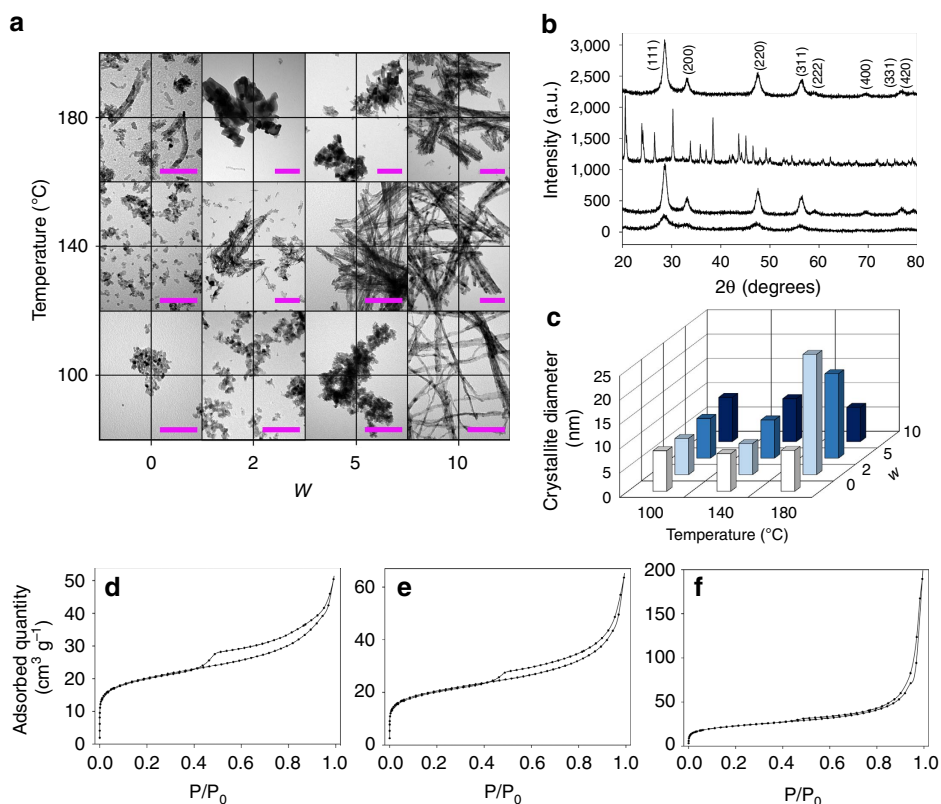 a
Temperature (°C)
180
140
100
0 2 5 10
W
b
Intensity (a.u.)
3,000
2,500
2,000
1,500
1,000
500
0
(111) (200) (220) (311) (222) (400) (331) (420)
20 30 40 50 60 70 80
2θ (degrees)
c
Crystallite diameter
(nm)
25
20
15
10
5
0
100 140 180
Temperature (°C)
0 2 5 10
W
d
Adsorbed quantity
(cm³ g⁻¹)
50
40
30
20
10
0
0.0 0.2 0.4 0.6 0.8 1.0
P/P₀
e
60
40
20
0
0.0 0.2 0.4 0.6 0.8 1.0
P/P₀
f
200
150
100
50
0
0.0 0.2 0.4 0.6 0.8 1.0
P/P₀